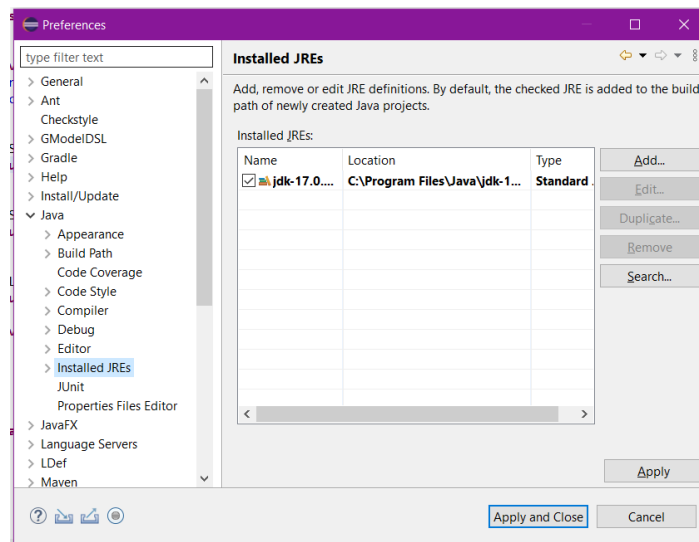 Preferences
type filter text
General
Ant
Checkstyle
GModelDSL
Gradle
Help
Install/Update
Java
Appearance
Build Path
Code Coverage
Code Style
Compiler
Debug
Editor
Installed JREs
JUnit
Properties Files Editor
JavaFX
Language Servers
LDef
Maven
Installed JREs
Add, remove or edit JRE definitions. By default, the checked JRE is added to the build
path of newly created Java projects.
Installed JREs:
Name Location Type
jdk-17.0.... C:\Program Files\Java\jdk-1... Standard .
Add...
Edit...
Duplicate...
Remove
Search...
Apply
Apply and Close Cancel